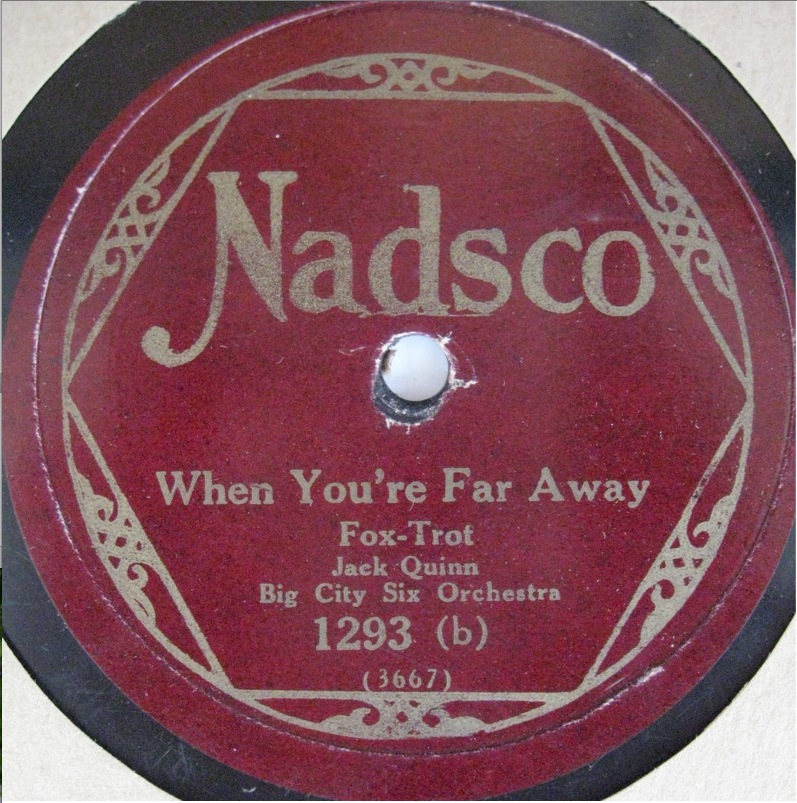 Nadsco
When You're Far Away
Fox-Trot
Jack Quinn
Big City Six Orchestra
1293 (b)
(3667)